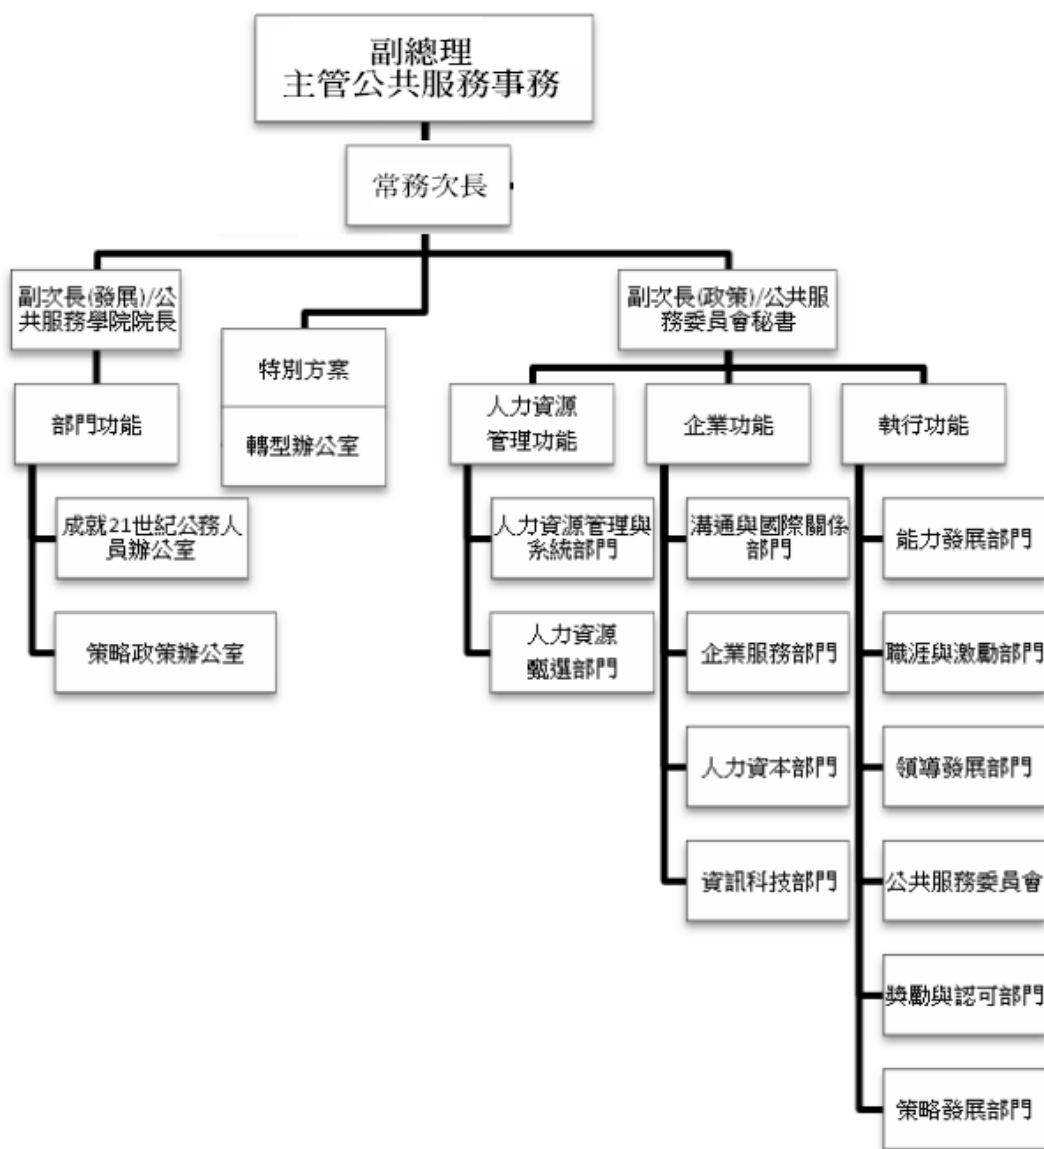 副總理
主管公共服務事務
常務次長
副次長(發展)/公
共服務學院院長
副次長(政策)/公共服
務委員會秘書
特別方案
轉型辦公室
部門功能
人力資源
管理功能
企業功能
執行功能
成就21世紀公務人
員辦公室
策略政策辦公室
人力資源管理與
系統部門
人力資源
甄選部門
溝通與國際關係
部門
企業服務部門
人力資本部門
資訊科技部門
能力發展部門
職涯與激勵部門
領導發展部門
公共服務委員會
獎勵與認可部門
策略發展部門